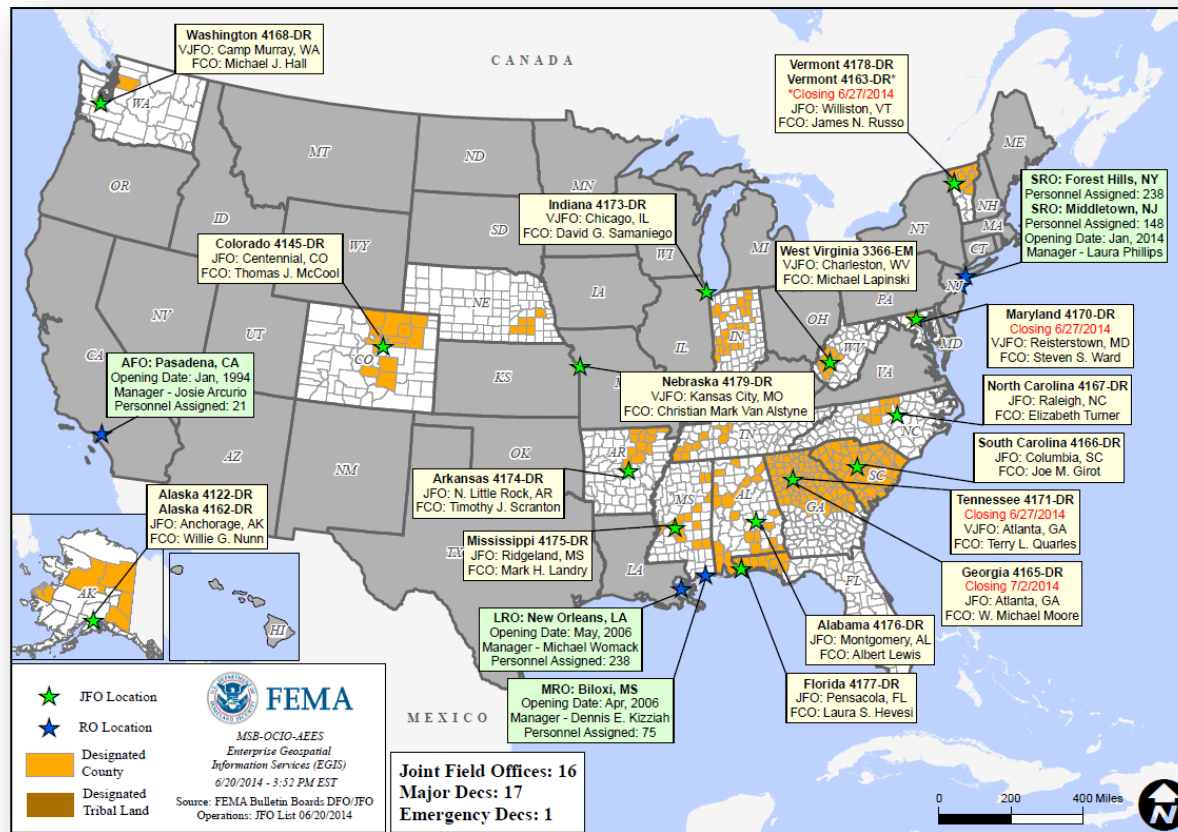 CANADA
Washington 4168-DR
VJFO: Camp Murray, WA
FCO: Michael J. Hall
Vermont 4178-DR
Vermont 4163-DR*
*Closing 6/27/2014
JFO: Williston, VT
FCO: James N. Russo
SRO: Forest Hills, NY
Personnel Assigned: 238
SRO: Middletown, NJ
Personnel Assigned: 148
Opening Date: Jan, 2014
Manager - Laura Phillips
Indiana 4173-DR
VJFO: Chicago, IL
FCO: David G. Samaniego
Colorado 4145-DR
JFO: Centennial, CO
FCO: Thomas J. McCool
West Virginia 3366-EM
VJFO: Charleston, WV
FCO: Michael Lapinski
Maryland 4170-DR
Closing 6/27/2014
VJFO: Reisterstown, MD
FCO: Steven S. Ward
AFO: Pasadena, CA
Opening Date: Jan, 1994
Manager - Josie Arcurio
Personnel Assigned: 21
Nebraska 4179-DR
VJFO: Kansas City, MO
FCO: Christian Mark Van Alstyne
North Carolina 4167-DR
JFO: Raleigh, NC
FCO: Elizabeth Turner
South Carolina 4166-DR
JFO: Columbia, SC
FCO: Joe M. Girot
Arkansas 4174-DR
JFO: N. Little Rock, AR
FCO: Timothy J. Scranton
Alaska 4122-DR
Alaska 4162-DR
JFO: Anchorage, AK
FCO: Willie G. Nunn
Tennessee 4171-DR
Closing 6/27/2014
VJFO: Atlanta, GA
FCO: Terry L. Quarles
Mississippi 4175-DR
JFO: Ridgeland, MS
FCO: Mark H. Landry
Georgia 4165-DR
Closing 7/2/2014
JFO: Atlanta, GA
FCO: W. Michael Moore
LRO: New Orleans, LA
Opening Date: May, 2006
Manager - Michael Womack
Personnel Assigned: 238
Alabama 4176-DR
JFO: Montgomery, AL
FCO: Albert Lewis
MRO: Biloxi, MS
Opening Date: Apr, 2006
Manager - Dennis E. Kizziah
Personnel Assigned: 75
Florida 4177-DR
JFO: Pensacola, FL
FCO: Laura S. Hevesi
WA
MT
ND
MN
ME
OR
ID
SD
WI
MI
NY
NH
MA
CT
WY
NE
IA
PA
NJ
NV
UT
CO
IL
IN
OH
WV
MD
CA
KS
VA
AZ
NM
OK
AR
TN
NC
SC
TX
LA
MS
AL
GA
FL
AK
HI
MEXICO
JFO Location
RO Location
Designated
County
Designated
Tribal Land
FEMA
MSB-OCIO-AEES
Enterprise Geospatial
Information Services (EGIS)
6/20/2014 - 3:52 PM EST
Source: FEMA Bulletin Boards DFO/JFO
Operations: JFO List 06/20/2014
Joint Field Offices: 16
Major Decs: 17
Emergency Decs: 1
0 200 400 Miles
N